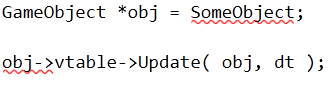 GameObject *obj = SomeObject;
obj->vtable->Update( obj, dt );